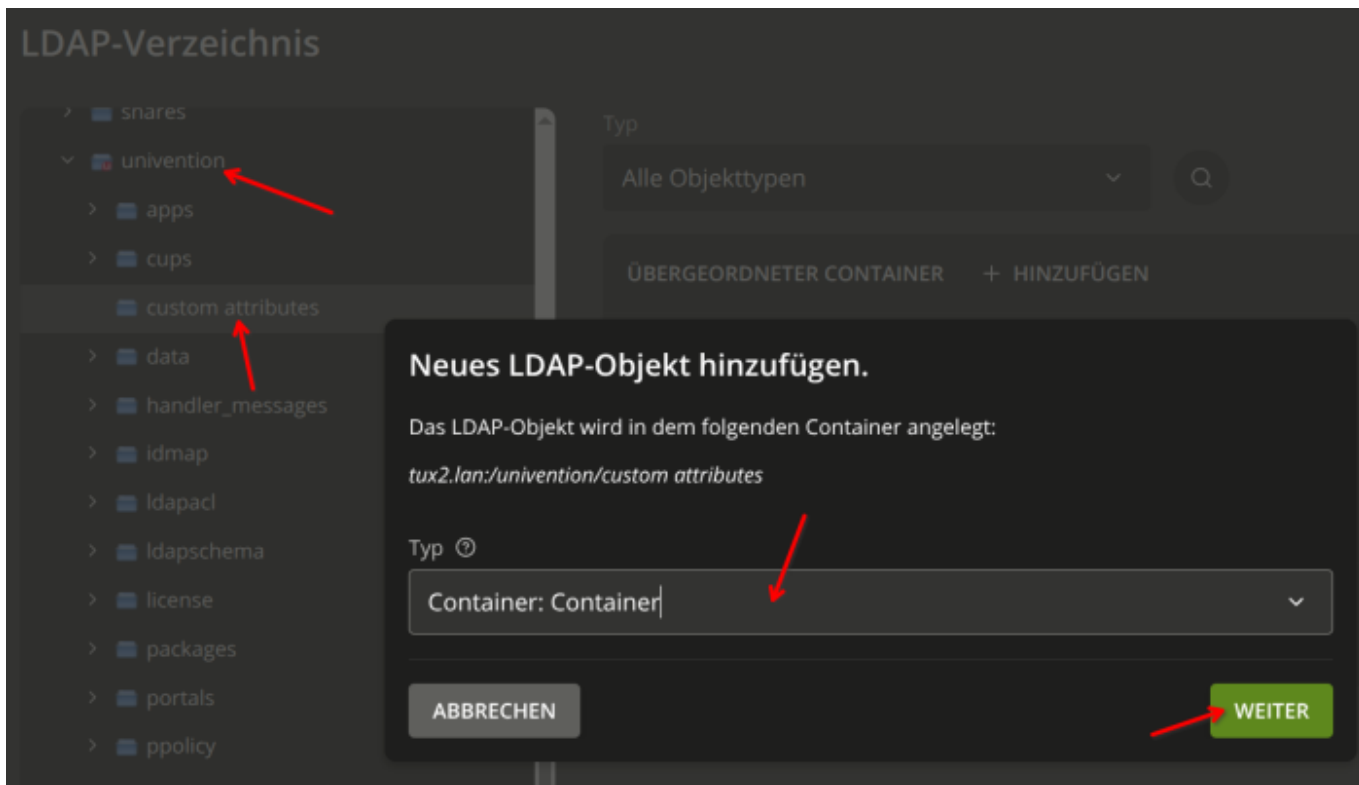 LDAP-Verzeichnis
shares
univention
apps
cups
custom attributes
data
handler_messages
idmap
ldapacl
ldapschema
license
packages
portals
ppolicy
Typ
Alle Objekttypen
ÜBERGEORDNETER CONTAINER + HINZUFÜGEN
Neues LDAP-Objekt hinzufügen.
Das LDAP-Objekt wird in dem folgenden Container angelegt:
tux2.lan:/univention/custom attributes
Typ
Container: Container
ABBRECHEN WEITER